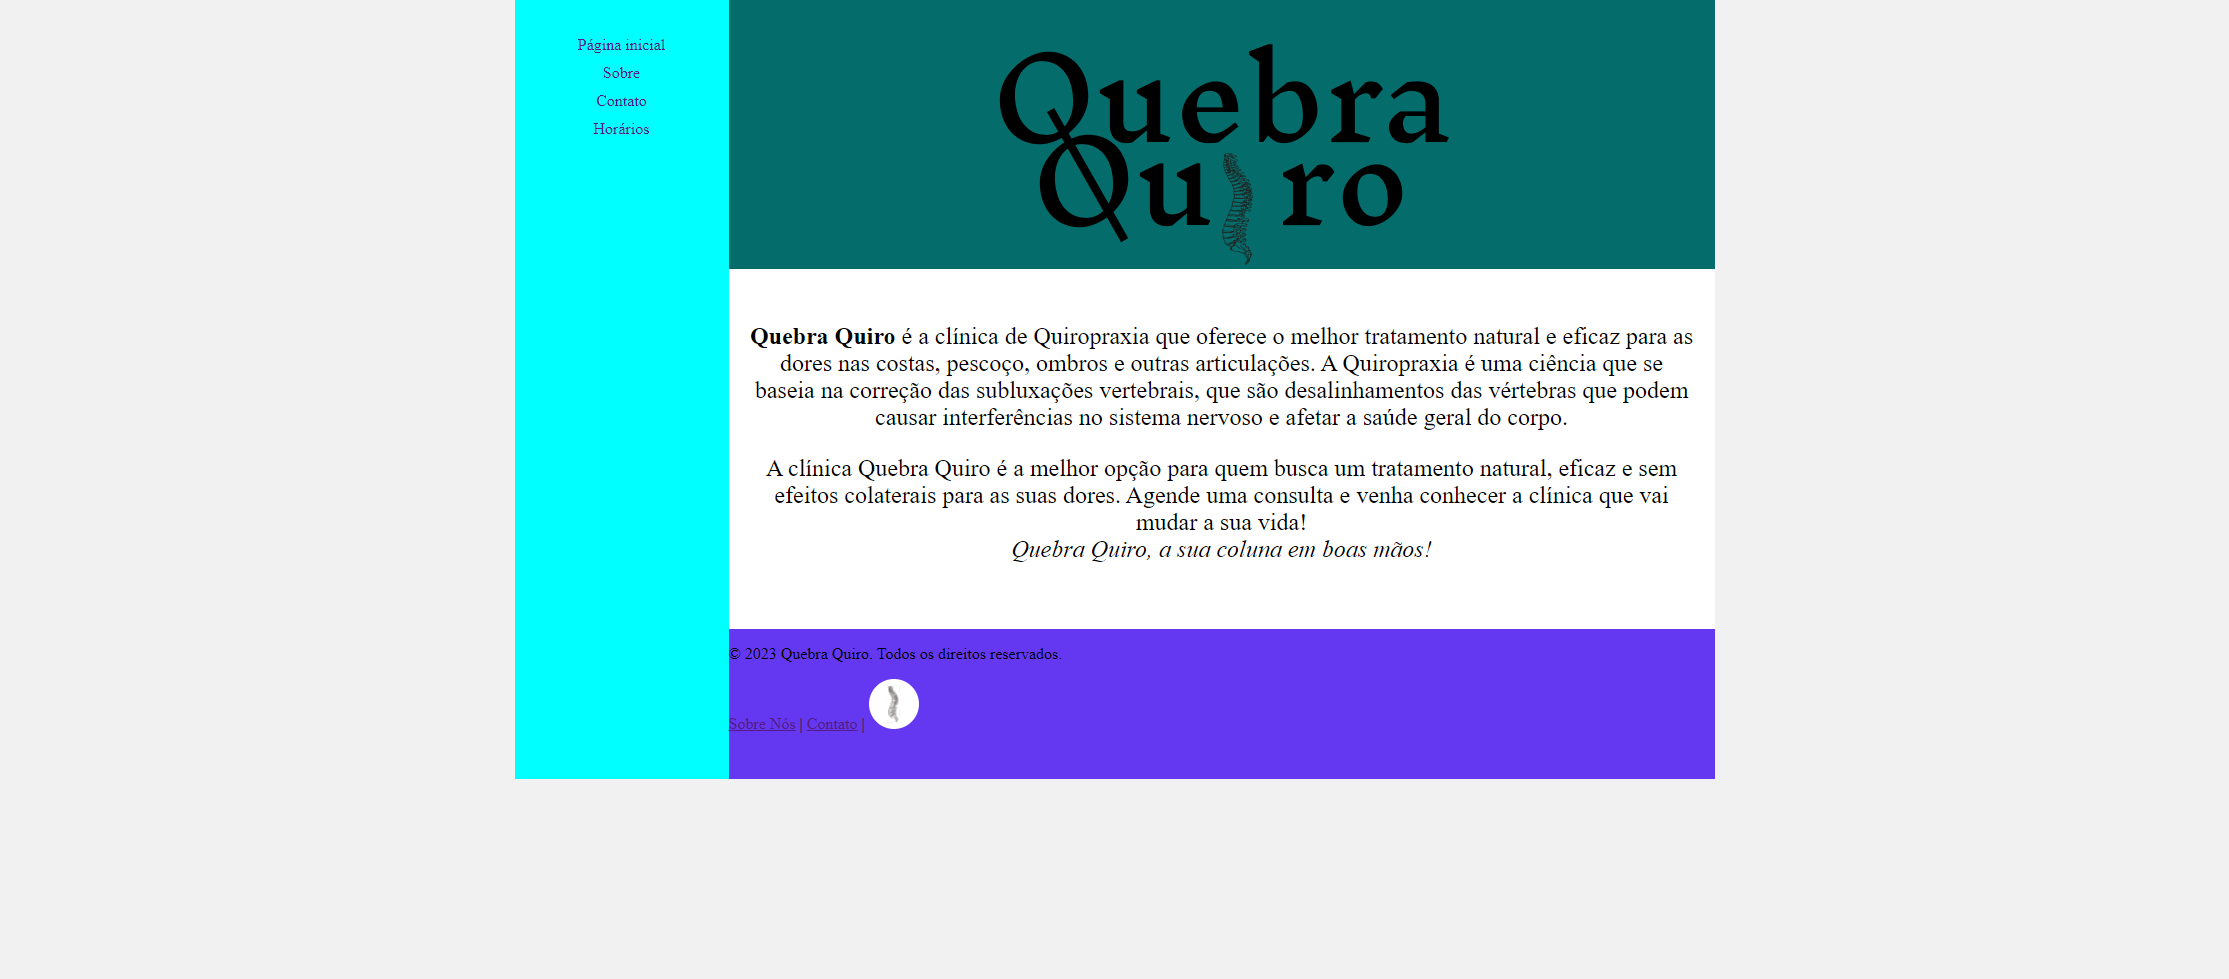 Página inicial
Sobre
Contato
Horários
Quebra
Quiro
Quebra Quiro é a clínica de Quiropraxia que oferece o melhor tratamento natural e eficaz para as
dores nas costas, pescoço, ombros e outras articulações. A Quiropraxia é uma ciência que se
baseia na correção das subluxações vertebrais, que são desalinhamentos das vértebras que podem
causar interferências no sistema nervoso e afetar a saúde geral do corpo.
A clínica Quebra Quiro é a melhor opção para quem busca um tratamento natural, eficaz e sem
efeitos colaterais para as suas dores. Agende uma consulta e venha conhecer a clínica que vai
mudar a sua vida!
Quebra Quiro, a sua coluna em boas mãos!
© 2023 Quebra Quiro. Todos os direitos reservados.
Sobre Nós | Contato |